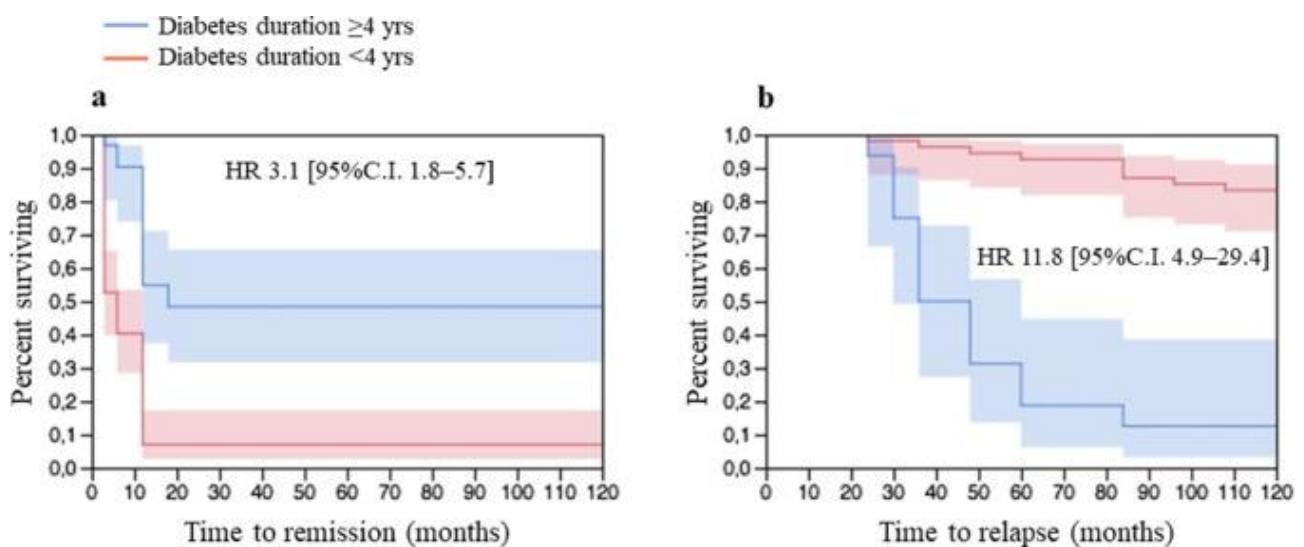 Diabetes duration ≥4 yrs
Diabetes duration <4 yrs
a
HR 3.1 [95%C.I. 1.8–5.7]
Percent surviving
1,0
0,9
0,8
0,7
0,6
0,5
0,4
0,3
0,2
0,1
0,0
0 10 20 30 40 50 60 70 80 90 100 110 120
Time to remission (months)
b
HR 11.8 [95%C.I. 4.9–29.4]
Percent surviving
1,0
0,9
0,8
0,7
0,6
0,5
0,4
0,3
0,2
0,1
0,0
0 10 20 30 40 50 60 70 80 90 100 110 120
Time to relapse (months)